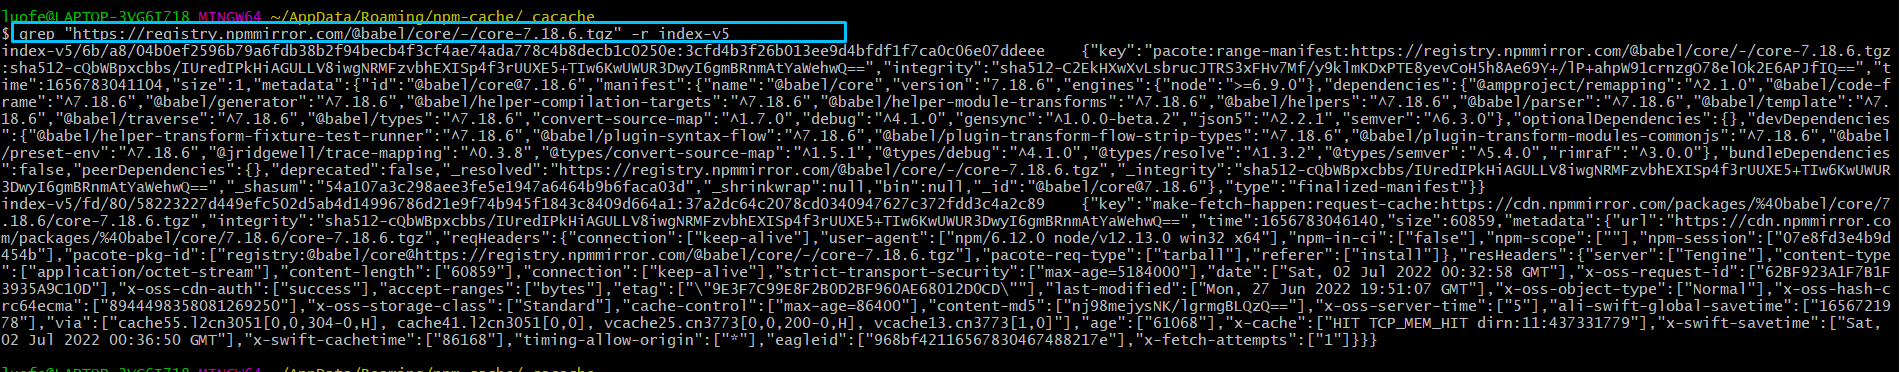 luofe@LAPTOP-3VG6I718 MINGW64 ~/AppData/Roaming/npm-cache/_cacache
$ grep "https://registry.npmmirror.com/@babel/core/-/core-7.18.6.tgz" -r index-v5
index-v5/6b/a8/04b0ef2596b79a6fdb38b2f94becb4f3cf4ae74ada778c4b8decb1c0250e:3cfd4b3f26b013ee9d4bfdf1f7ca0c06e07ddeee    {"key":"pacote:range-manifest:https://registry.npmmirror.com/@babel/core/-/core-7.18.6.tgz
:sha512-cQbWBpxcbbs/IUredIPkHiAGULLV8iwgNRMFzvbhEXISp4f3rUUXE5+TIw6KwUWUR3DwyI6gmBRnmAtYaWehwQ==","integrity":"sha512-C2EkHXwXvLsbrucJTRS3xFHv7Mf/y9klmKDxPTE8yevCoH5h8Ae69Y+/lP+ahpW91crnzgO78elOk2E6APJfIQ==","t
ime":1656783041104,"size":1,"metadata":{"id":"@babel/core@7.18.6","manifest":{"name":"@babel/core","version":"7.18.6","engines":{"node":">=6.9.0"},"dependencies":{"@ampproject/remapping":"^2.1.0","@babel/code-f
rame":"^7.18.6","@babel/generator":"^7.18.6","@babel/helper-compilation-targets":"^7.18.6","@babel/helper-module-transforms":"^7.18.6","@babel/helpers":"^7.18.6","@babel/parser":"^7.18.6","@babel/template":"^7.
18.6","@babel/traverse":"^7.18.6","@babel/types":"^7.18.6","convert-source-map":"^1.7.0","debug":"^4.1.0","gensync":"^1.0.0-beta.2","json5":"^2.2.1","semver":"^6.3.0"},"optionalDependencies":{},"devDependencies
":{"@babel/helper-transform-fixture-test-runner":"^7.18.6","@babel/plugin-syntax-flow":"^7.18.6","@babel/plugin-transform-flow-strip-types":"^7.18.6","@babel/plugin-transform-modules-commonjs":"^7.18.6","@babel
/preset-env":"^7.18.6","@jridgewell/trace-mapping":"^0.3.8","@types/convert-source-map":"^1.5.1","@types/debug":"^4.1.0","@types/resolve":"^1.3.2","@types/semver":"^5.4.0","rimraf":"^3.0.0"},"bundleDependencies"
:false,"peerDependencies":{},"deprecated":false,"_resolved":"https://registry.npmmirror.com/@babel/core/-/core-7.18.6.tgz","_integrity":"sha512-cQbWBpxcbbs/IUredIPkHiAGULLV8iwgNRMFzvbhEXISp4f3rUUXE5+TIw6KwUWUR
3DwyI6gmBRnmAtYaWehwQ==","_shasum":"54a107a3c298aee3fe5e1947a6464b9b6faca03d","_shrinkwrap":null,"bin":null,"_id":"@babel/core@7.18.6"},"type":"finalized-manifest"}}
index-v5/fd/80/58223227d449efc502d5ab4d14996786d21e9f74b945f1843c8409d664a1:37a2dc64c2078cd0340947627c372fdd3c4a2c89    {"key":"make-fetch-happen:request-cache:https://cdn.npmmirror.com/packages/%40babel/core/7
.18.6/core-7.18.6.tgz","integrity":"sha512-cQbWBpxcbbs/IUredIPkHiAGULLV8iwgNRMFzvbhEXISp4f3rUUXE5+TIw6KwUWUR3DwyI6gmBRnmAtYaWehwQ==","time":1656783046140,"size":60859,"metadata":{"url":"https://cdn.npmmirror.co
m/packages/%40babel/core/7.18.6/core-7.18.6.tgz","reqHeaders":{"connection":["keep-alive"],"user-agent":["npm/6.12.0 node/v12.13.0 win32 x64"],"npm-in-ci":["false"],"npm-scope":[""],"npm-session":["07e8fd3e4b9d
454b"],"pacote-pkg-id":["registry:@babel/core@https://registry.npmmirror.com/@babel/core/-/core-7.18.6.tgz"],"pacote-req-type":["tarball"],"referer":["install"]},"resHeaders":{"server":["Tengine"],"content-type
":["application/octet-stream"],"content-length":["60859"],"connection":["keep-alive"],"strict-transport-security":["max-age=5184000"],"date":["Sat, 02 Jul 2022 00:32:58 GMT"],"x-oss-request-id":["62BF923A1F7B1F
3935A9C10D"],"x-oss-cdn-auth":["success"],"accept-ranges":["bytes"],"etag":["\"9E3F7C99E8F2B0D2BF960AE68012D0CD\""],"last-modified":["Mon, 27 Jun 2022 19:51:07 GMT"],"x-oss-object-type":["Normal"],"x-oss-hash-c
rc64ecma":["8944498358081269250"],"x-oss-storage-class":["Standard"],"cache-control":["max-age=86400"],"content-md5":["nj98mejysNK/lgrmgBLQzQ=="],"x-oss-server-time":["5"],"ali-swift-global-savetime":["16567219
78"],"via":["cache55.l2cn3051[0,0,304-0,H], cache41.l2cn3051[0,0], vcache25.cn3773[0,0,200-0,H], vcache13.cn3773[1,0]"],"age":["61068"],"x-cache":["HIT TCP_MEM_HIT dirn:11:437331779"],"x-swift-savetime":["Sat,
02 Jul 2022 00:36:50 GMT"],"x-swift-cachetime":["86168"],"timing-allow-origin":["*"],"eagleid":["968bf42116567830467488217e"],"x-fetch-attempts":["1"]}}}
luofe@LAPTOP-3VG6I718 MINGW64 ~/AppData/Roaming/npm-cache/_cacache